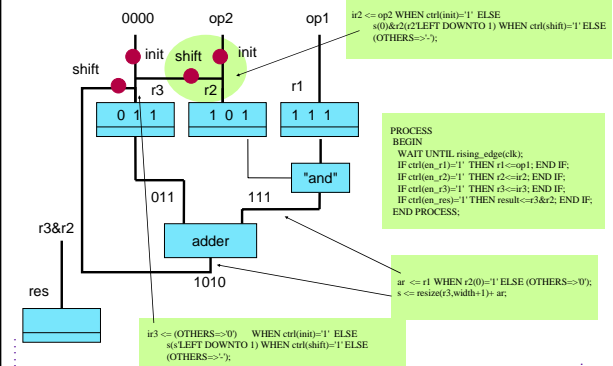 0000 op2 op1
ir2 <= op2 WHEN ctrl(init)='1' ELSE
s(0)&r2(r2'LEFT DOWNTO 1) WHEN ctrl(shift)='1' ELSE
(OTHERS=>'-');
init shift init
shift
r3 r2 r1
0 1 1 1 0 1 1 1 1
PROCESS
BEGIN
WAIT UNTIL rising_edge(clk);
IF ctrl(en_r1)='1' THEN r1<=op1; END IF;
IF ctrl(en_r2)='1' THEN r2<=ir2; END IF;
IF ctrl(en_r3)='1' THEN r3<=ir3; END IF;
IF ctrl(en_res)='1' THEN result<=r3&r2; END IF;
END PROCESS;
"and"
011 111
r3&r2
adder
1010
ar <= r1 WHEN r2(0)='1' ELSE (OTHERS=>'0');
s <= resize(r3,width+1)+ ar;
res
ir3 <= (OTHERS=>'0') WHEN ctrl(init)='1' ELSE
s(s'LEFT DOWNTO 1) WHEN ctrl(shift)='1' ELSE
(OTHERS=>'-');